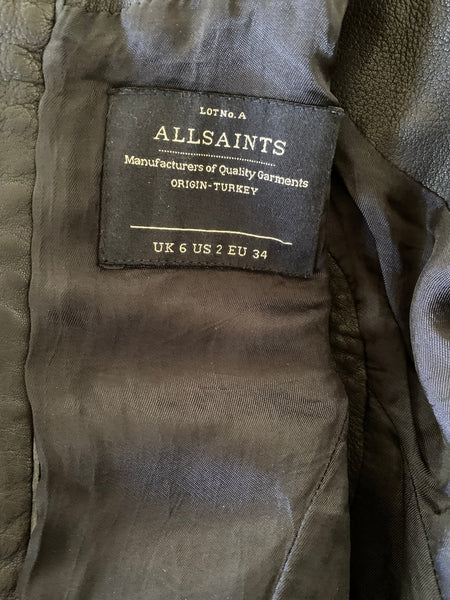 LOT No. A
ALLSAINTS
Manufacturers of Quality Garments
ORIGIN-TURKEY
UK 6 US 2 EU 34